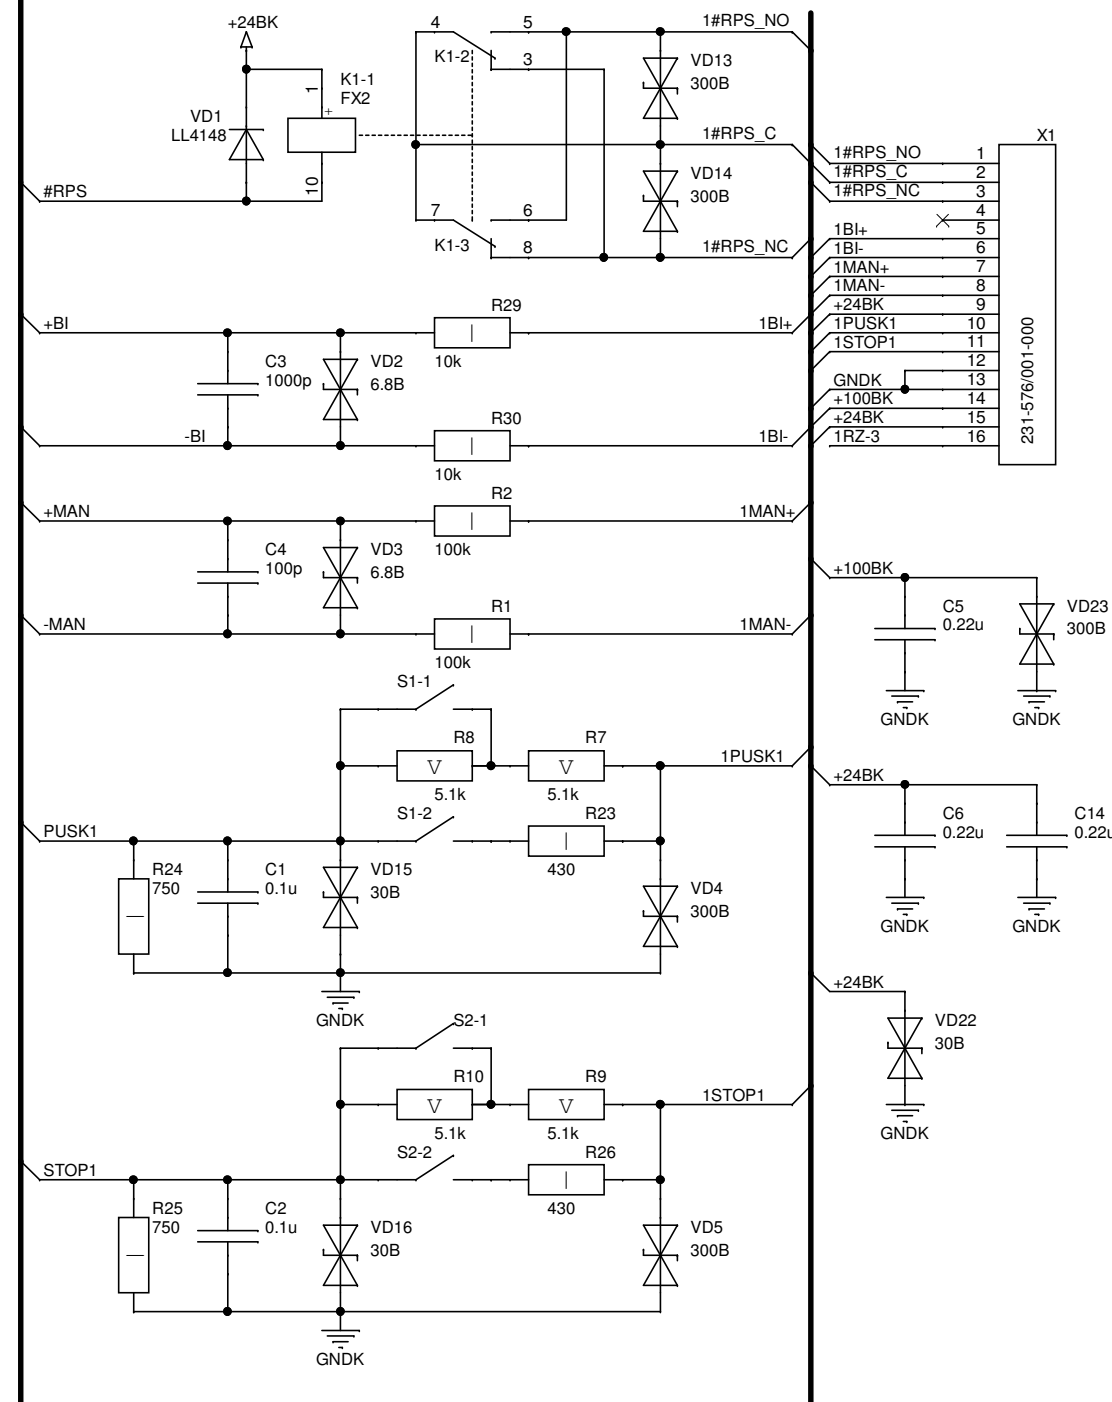 +24BK
VD1
LL4148
1
K1-1
FX2
+
10
#RPS
4
5
K1-2
3
7
6
K1-3
8
1#RPS_NO
VD13
300B
1#RPS_C
VD14
300B
1#RPS_NC
X1
1#RPS_NO 1
1#RPS_C 2
1#RPS_NC 3
4
1BI+ 5
1BI- 6
1MAN+ 7
1MAN- 8
+24BK 9
1PUSK1 10
1STOP1 11
12
GNDK 13
+100BK 14
+24BK 15
1RZ-3 16
231-576/001-000
+BI
C3
1000p
VD2
6.8B
R29
10k
1BI+
-BI
R30
10k
1BI-
+MAN
C4
100p
VD3
6.8B
R2
100k
1MAN+
-MAN
R1
100k
1MAN-
+100BK
C5
0.22u
VD23
300B
GNDK
GNDK
S1-1
R8
V
5.1k
R7
V
5.1k
1PUSK1
S1-2
R23
430
PUSK1
R24
750
C1
0.1u
VD15
30B
VD4
300B
GNDK
+24BK
C6
0.22u
C14
0.22u
GNDK
GNDK
+24BK
VD22
30B
GNDK
S2-1
R10
V
5.1k
R9
V
5.1k
1STOP1
S2-2
R26
430
STOP1
R25
750
C2
0.1u
VD16
30B
VD5
300B
GNDK